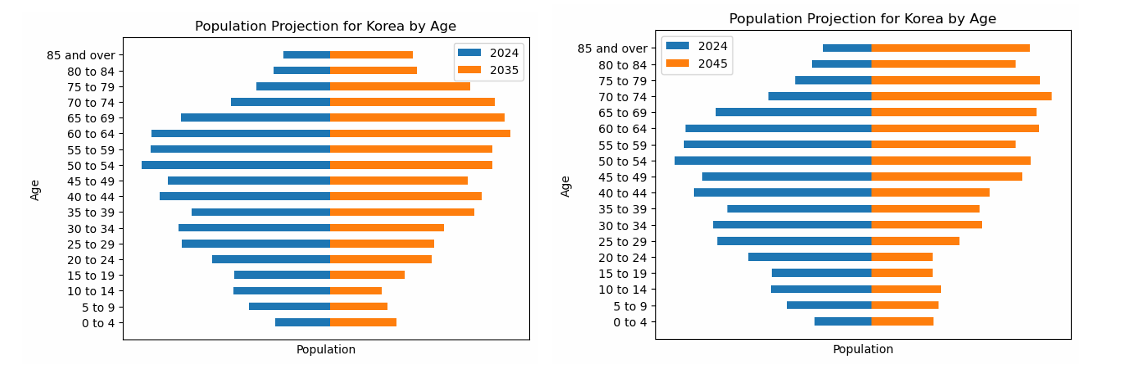 Population Projection for Korea by Age
85 and over
80 to 84
75 to 79
70 to 74
65 to 69
60 to 64
55 to 59
50 to 54
45 to 49
40 to 44
35 to 39
30 to 34
25 to 29
20 to 24
15 to 19
10 to 14
5 to 9
0 to 4
Age
Population
2024
2035
Population Projection for Korea by Age
85 and over
80 to 84
75 to 79
70 to 74
65 to 69
60 to 64
55 to 59
50 to 54
45 to 49
40 to 44
35 to 39
30 to 34
25 to 29
20 to 24
15 to 19
10 to 14
5 to 9
0 to 4
Age
Population
2024
2045